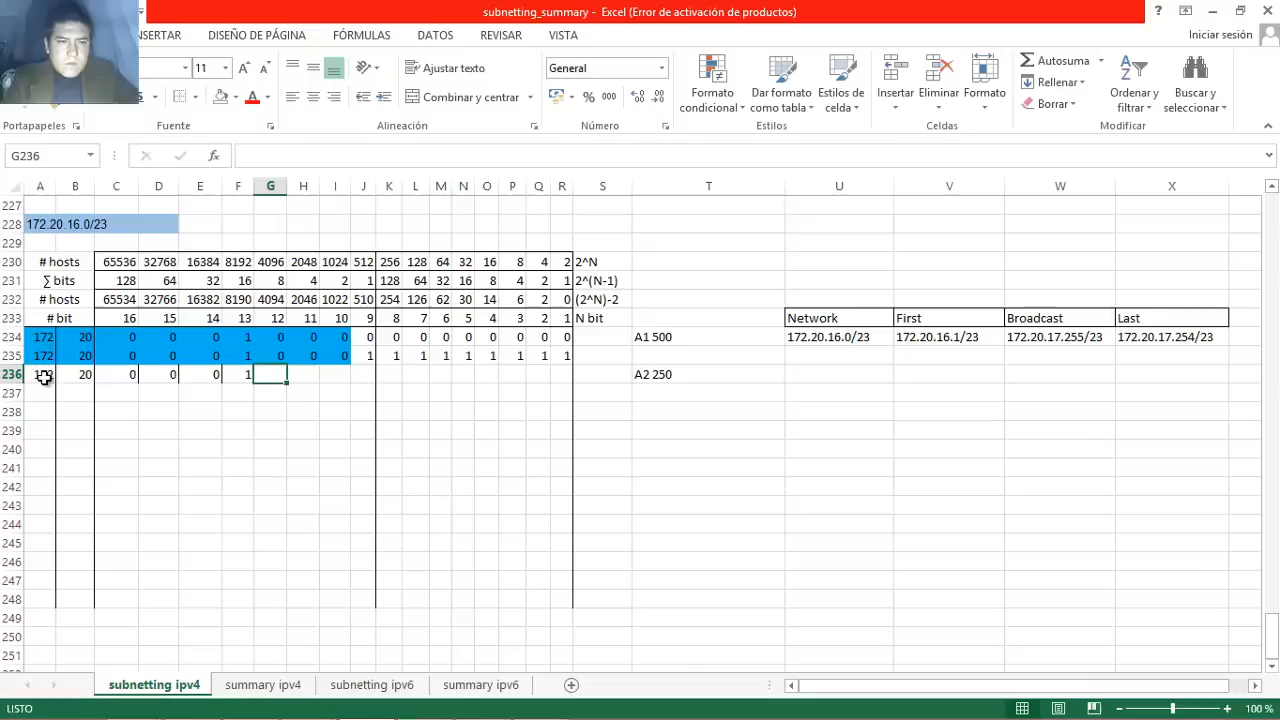 subnetting_summary - Excel (Error de activación de productos)
SERTAR DISEÑO DE PÁGINA FÓRMULAS DATOS REVISAR VISTA Iniciar sesión
11 Ajustar texto General Autosuma
Combinar y centrar % 000 Rellenar
Formato condicional Dar formato como tabla Estilos de celda Insertar Eliminar Formato Borrar Ordenar y filtrar Buscar y seleccionar
Portapapeles Fuente Alineación Número Estilos Celdas Modificar
G236 fx
A B C D E F G H I J K L M N O P Q R S T U V W X
227
228 172.20.16.0/23
229
230 # hosts 65536 32768 16384 8192 4096 2048 1024 512 256 128 64 32 16 8 4 2 2^N
231 ∑ bits 128 64 32 16 8 4 2 1 128 64 32 16 8 4 2 1 2^(N-1)
232 # hosts 65534 32766 16382 8190 4094 2046 1022 510 254 126 62 30 14 6 2 0 (2^N)-2
233 # bit 16 15 14 13 12 11 10 9 8 7 6 5 4 3 2 1 N bit Network First Broadcast Last
234 172 20 0 0 0 1 0 0 0 0 0 0 0 0 0 0 0 0 A1 500 172.20.16.0/23 172.20.16.1/23 172.20.17.255/23 172.20.17.254/23
235 172 20 0 0 0 1 0 0 0 1 1 1 1 1 1 1 1 1
236 20 0 0 0 1 A2 250
237
238
239
240
241
242
243
244
245
246
247
248
249
250
251
subnetting ipv4 summary ipv4 subnetting ipv6 summary ipv6
LISTO 100 %